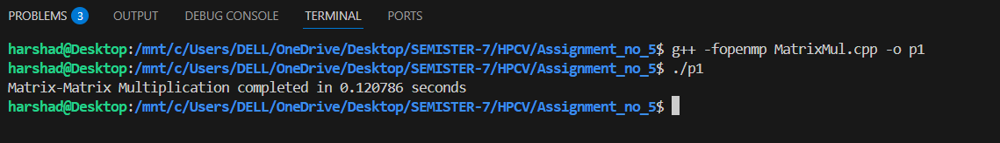 PROBLEMS 3 OUTPUT DEBUG CONSOLE TERMINAL PORTS
harshad@Desktop:/mnt/c/Users/DELL/OneDrive/Desktop/SEMISTER-7/HPCV/Assignment_no_5$ g++ -fopenmp MatrixMul.cpp -o p1
harshad@Desktop:/mnt/c/Users/DELL/OneDrive/Desktop/SEMISTER-7/HPCV/Assignment_no_5$ ./p1
Matrix-Matrix Multiplication completed in 0.120786 seconds
harshad@Desktop:/mnt/c/Users/DELL/OneDrive/Desktop/SEMISTER-7/HPCV/Assignment_no_5$